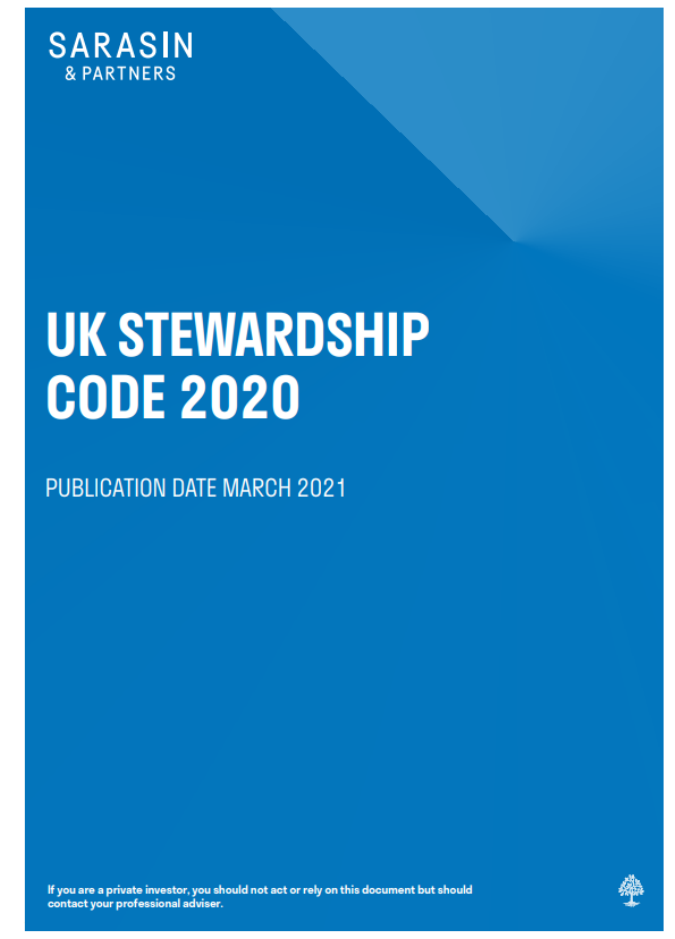 SARASIN
& PARTNERS
UK STEWARDSHIP
CODE 2020
PUBLICATION DATE MARCH 2021
If you are a private investor, you should not act or rely on this document but should
contact your professional adviser.